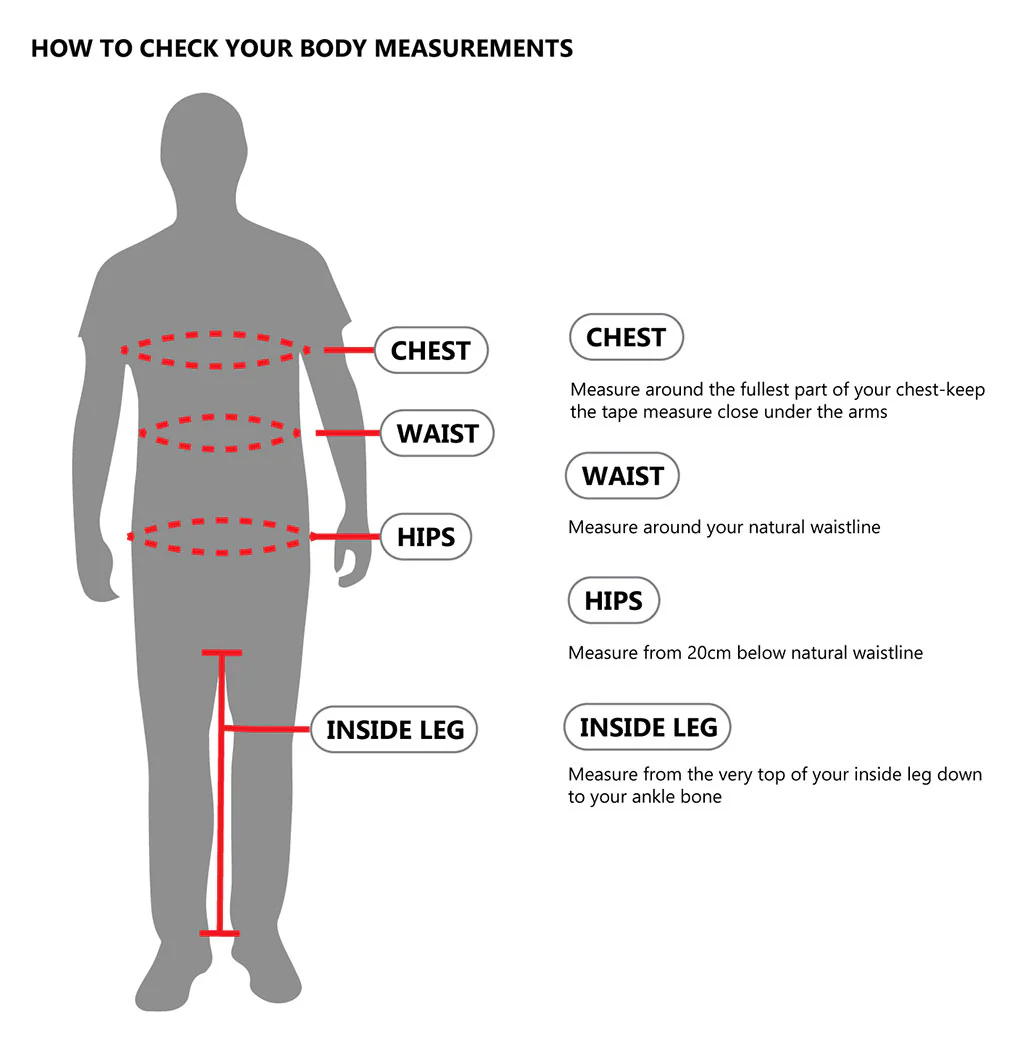 HOW TO CHECK YOUR BODY MEASUREMENTS
CHEST
WAIST
HIPS
INSIDE LEG
CHEST
Measure around the fullest part of your chest-keep
the tape measure close under the arms
WAIST
Measure around your natural waistline
HIPS
Measure from 20cm below natural waistline
INSIDE LEG
Measure from the very top of your inside leg down
to your ankle bone